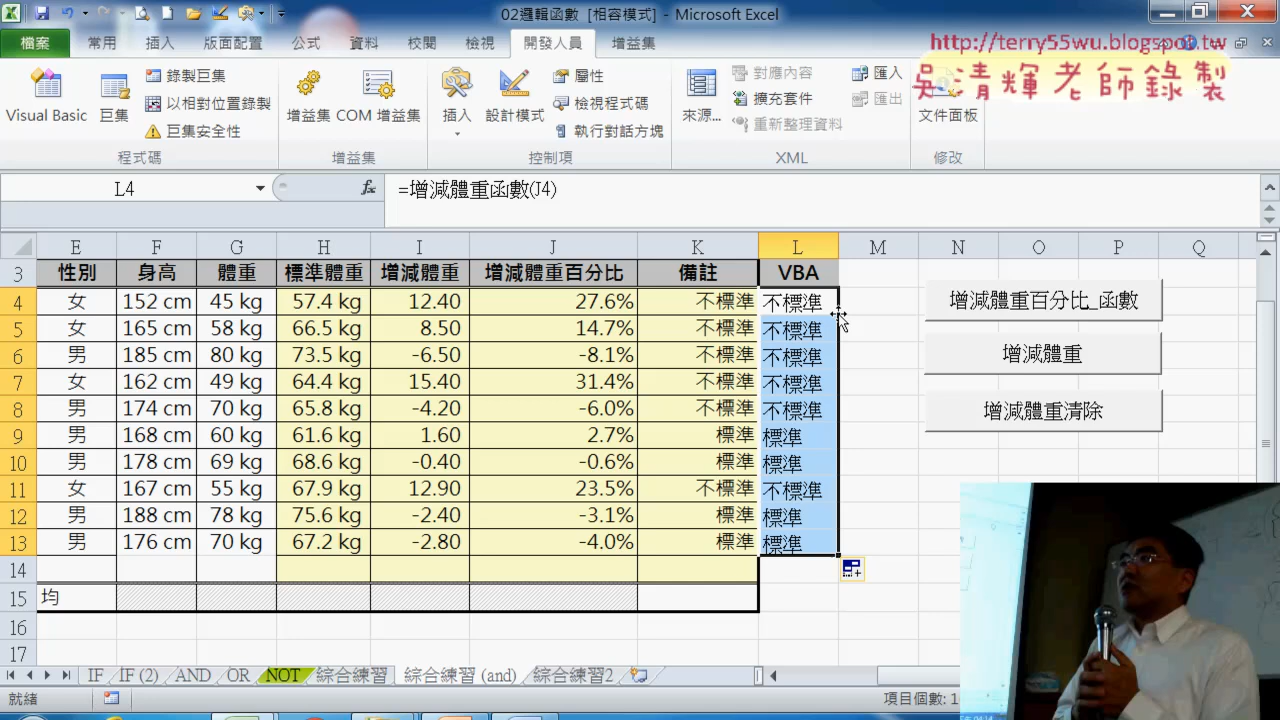 02邏輯函數 [相容模式] - Microsoft Excel
檔案 常用 插入 版面配置 公式 資料 校閱 檢視 開發人員 增益集
http://terry55wu.blogspot.tw
吳清輝老師錄製
Visual Basic 巨集 錄製巨集 以相對位置錄製 巨集安全性 程式碼
增益集 COM 增益集 增益集
插入 設計模式 屬性 檢視程式碼 執行對話方塊 控制項
來源... 對應內容 擴充套件 重新整理資料 匯入 匯出 XML
文件面板 修改
L4 fx =增減體重函數(J4)
E F G H I J K L M N O P Q
3 性別 身高 體重 標準體重 增減體重 增減體重百分比 備註 VBA
4 女 152 cm 45 kg 57.4 kg 12.40 27.6% 不標準 不標準
5 女 165 cm 58 kg 66.5 kg 8.50 14.7% 不標準 不標準
6 男 185 cm 80 kg 73.5 kg -6.50 -8.1% 不標準 不標準
7 女 162 cm 49 kg 64.4 kg 15.40 31.4% 不標準 不標準
8 男 174 cm 70 kg 65.8 kg -4.20 -6.0% 不標準 不標準
9 男 168 cm 60 kg 61.6 kg 1.60 2.7% 標準 標準
10 男 178 cm 69 kg 68.6 kg -0.40 -0.6% 標準 標準
11 女 167 cm 55 kg 67.9 kg 12.90 23.5% 不標準 不標準
12 男 188 cm 78 kg 75.6 kg -2.40 -3.1% 標準 標準
13 男 176 cm 70 kg 67.2 kg -2.80 -4.0% 標準 標準
14
15 均
16
17
增減體重百分比_函數
增減體重
增減體重清除
IF IF (2) AND OR NOT 綜合練習 綜合練習 (and) 綜合練習2
就緒 項目個數: 1